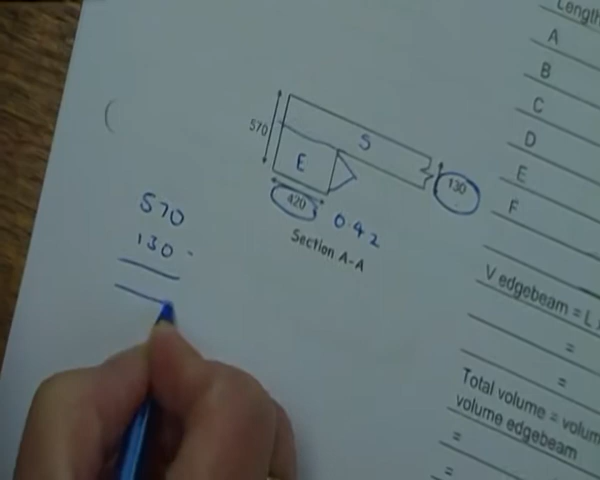 Length
A
B
C
D
E
F
570
S
E
130
420
0.42
Section A-A
570
130 -
V edgebeam = L
=
=
Total volume = volum
volume edgebeam
=
=